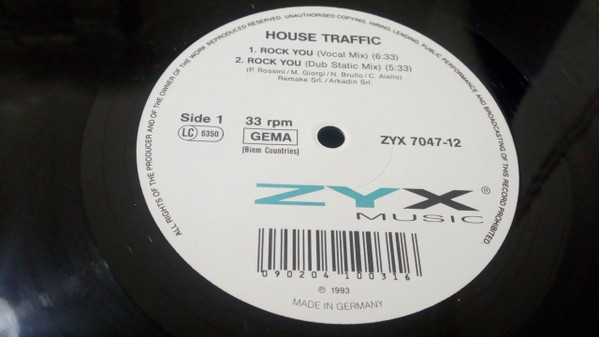 ALL RIGHTS OF THE PRODUCER AND OF THE OWNER OF THE WORK REPRODUCED RESERVED. UNAUTHORISED COPYING, HIRING, LENDING, PUBLIC PERFORMANCE AND BROADCASTING OF THIS RECORD PROHIBITED.
HOUSE TRAFFIC
1. ROCK YOU (Vocal Mix) (6:33)
2. ROCK YOU (Dub Static Mix) (5:33)
(P. Rossini/M. Giorgi/N. Brullo/C. Aiello)
Remake Srl./Arkadin Srl.
Side 1 33 rpm
LC 6350 GEMA ZYX 7047-12
(Biem Countries)
ZYX®
MUSIC
090204100316
℗ 1993
MADE IN GERMANY